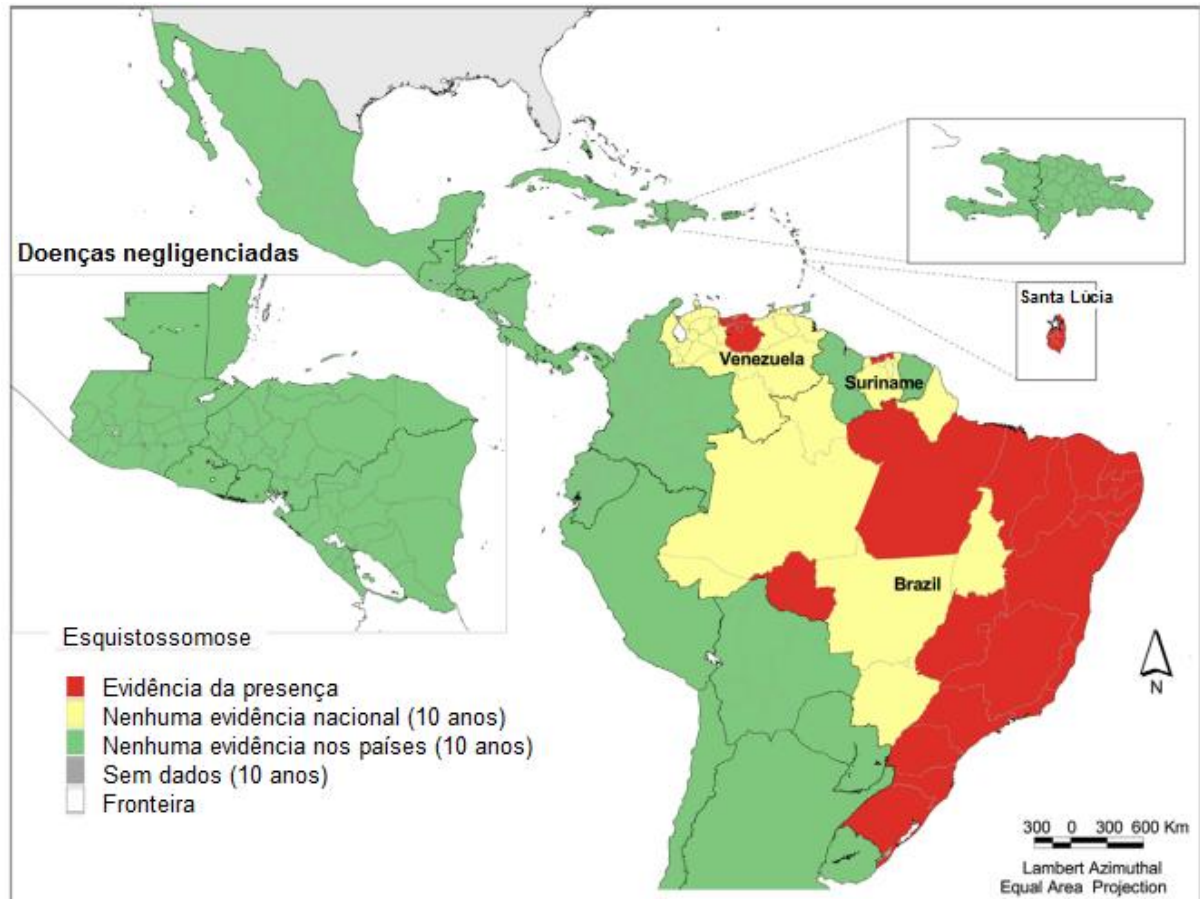 Doenças negligenciadas
Santa Lúcia
Venezuela
Suriname
Brazil
Esquistossomose
Evidência da presença
Nenhuma evidência nacional (10 anos)
Nenhuma evidência nos países (10 anos)
Sem dados (10 anos)
Fronteira
N
300 0 300 600 Km
Lambert Azimuthal
Equal Area Projection